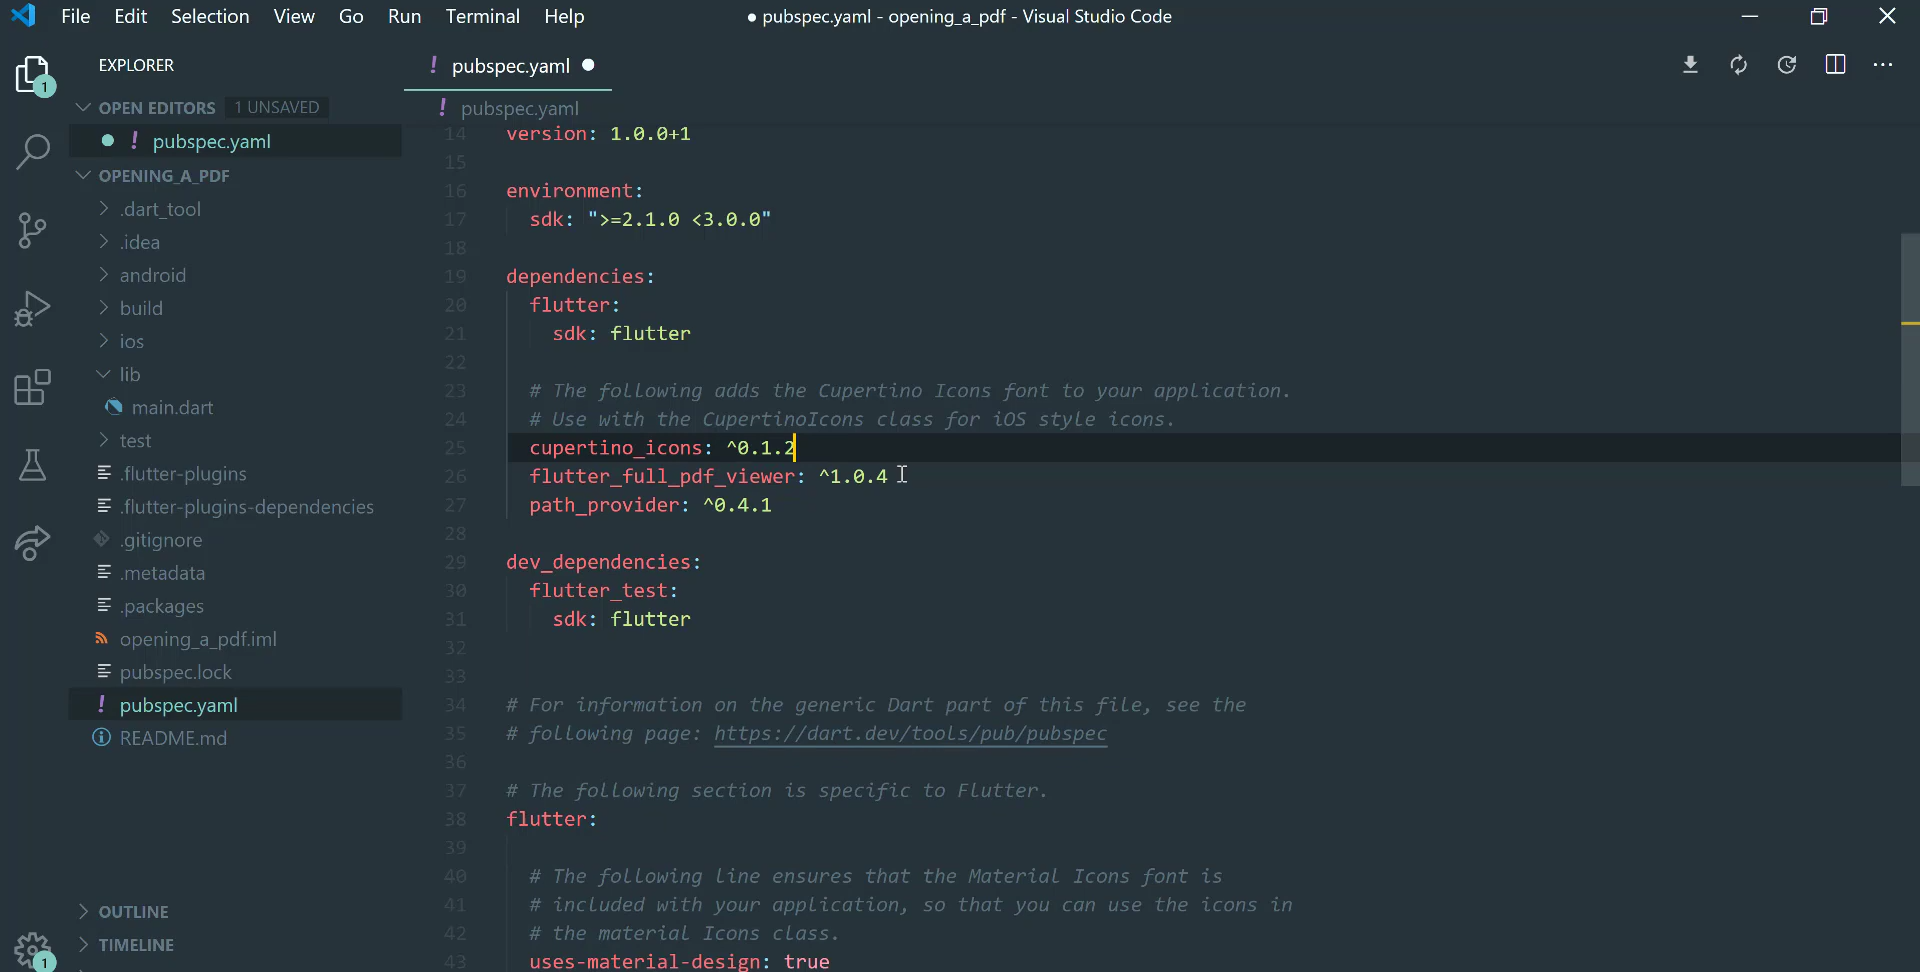 File Edit Selection View Go Run Terminal Help
● pubspec.yaml - opening_a_pdf - Visual Studio Code
EXPLORER
OPEN EDITORS 1 UNSAVED
! pubspec.yaml
OPENING_A_PDF
.dart_tool
.idea
android
build
ios
lib
main.dart
test
.flutter-plugins
.flutter-plugins-dependencies
.gitignore
.metadata
.packages
opening_a_pdf.iml
pubspec.lock
! pubspec.yaml
README.md
OUTLINE
TIMELINE
1
1
! pubspec.yaml
! pubspec.yaml
14 version: 1.0.0+1
15
16 environment:
17 sdk: ">=2.1.0 <3.0.0"
18
19 dependencies:
20 flutter:
21 sdk: flutter
22
23 # The following adds the Cupertino Icons font to your application.
24 # Use with the CupertinoIcons class for iOS style icons.
25 cupertino_icons: ^0.1.2
26 flutter_full_pdf_viewer: ^1.0.4
27 path_provider: ^0.4.1
28
29 dev_dependencies:
30 flutter_test:
31 sdk: flutter
32
33
34 # For information on the generic Dart part of this file, see the
35 # following page: https://dart.dev/tools/pub/pubspec
36
37 # The following section is specific to Flutter.
38 flutter:
39
40 # The following line ensures that the Material Icons font is
41 # included with your application, so that you can use the icons in
42 # the material Icons class.
43 uses-material-design: true